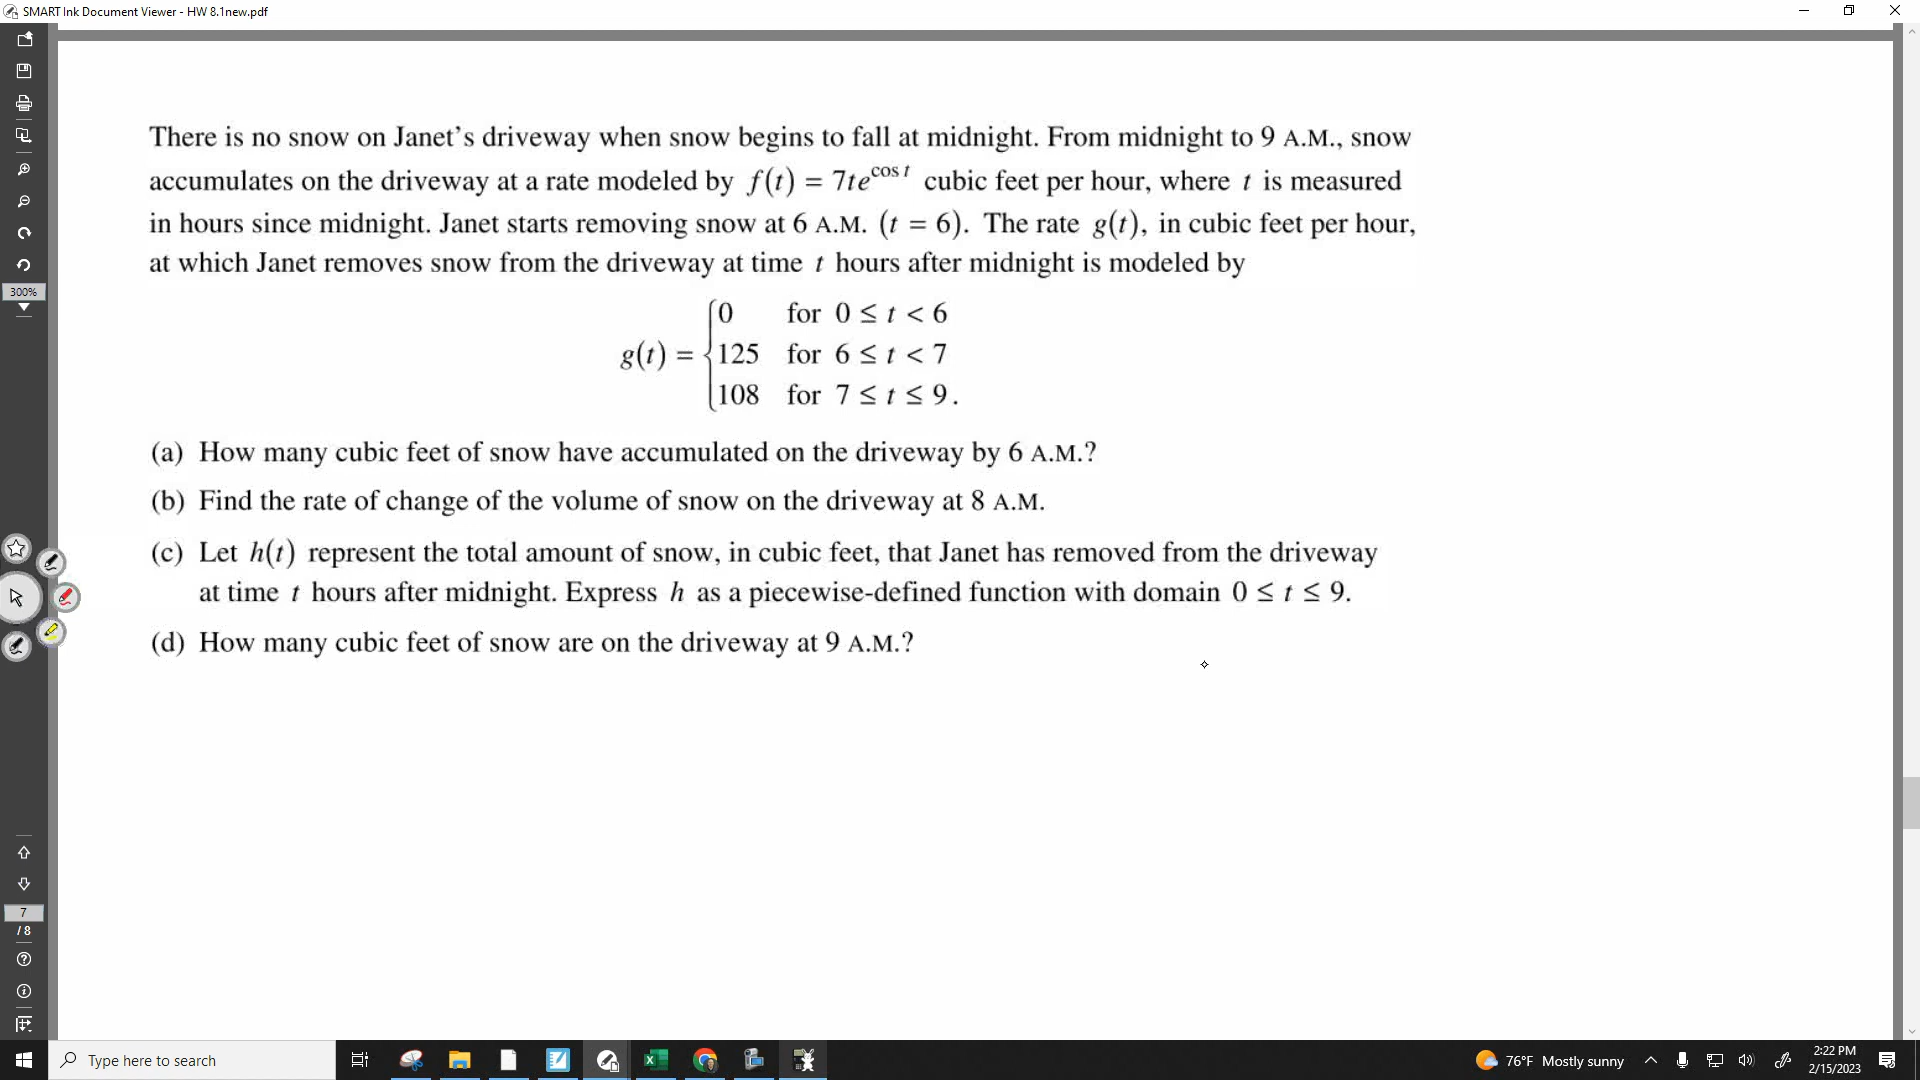 SMART Ink Document Viewer - HW 8.1new.pdf
There is no snow on Janet’s driveway when snow begins to fall at midnight. From midnight to 9 A.M., snow
accumulates on the driveway at a rate modeled by f(t) = 7te^{cos t} cubic feet per hour, where t is measured
in hours since midnight. Janet starts removing snow at 6 A.M. (t = 6). The rate g(t), in cubic feet per hour,
at which Janet removes snow from the driveway at time t hours after midnight is modeled by
0 for 0 ≤ t < 6
g(t) = { 125 for 6 ≤ t < 7
108 for 7 ≤ t ≤ 9.
(a) How many cubic feet of snow have accumulated on the driveway by 6 A.M.?
(b) Find the rate of change of the volume of snow on the driveway at 8 A.M.
(c) Let h(t) represent the total amount of snow, in cubic feet, that Janet has removed from the driveway
at time t hours after midnight. Express h as a piecewise-defined function with domain 0 ≤ t ≤ 9.
(d) How many cubic feet of snow are on the driveway at 9 A.M.?
300%
7
/ 8
Type here to search
76°F Mostly sunny
2:22 PM
2/15/2023